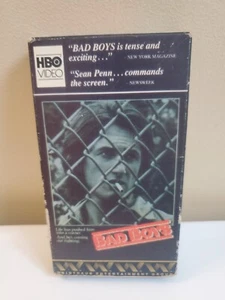 HBO
VIDEO
"BAD BOYS is tense and
exciting..."
NEW YORK MAGAZINE
"Sean Penn...commands
the screen."
NEWSWEEK
BAD BOYS
ENTERTAINMENT